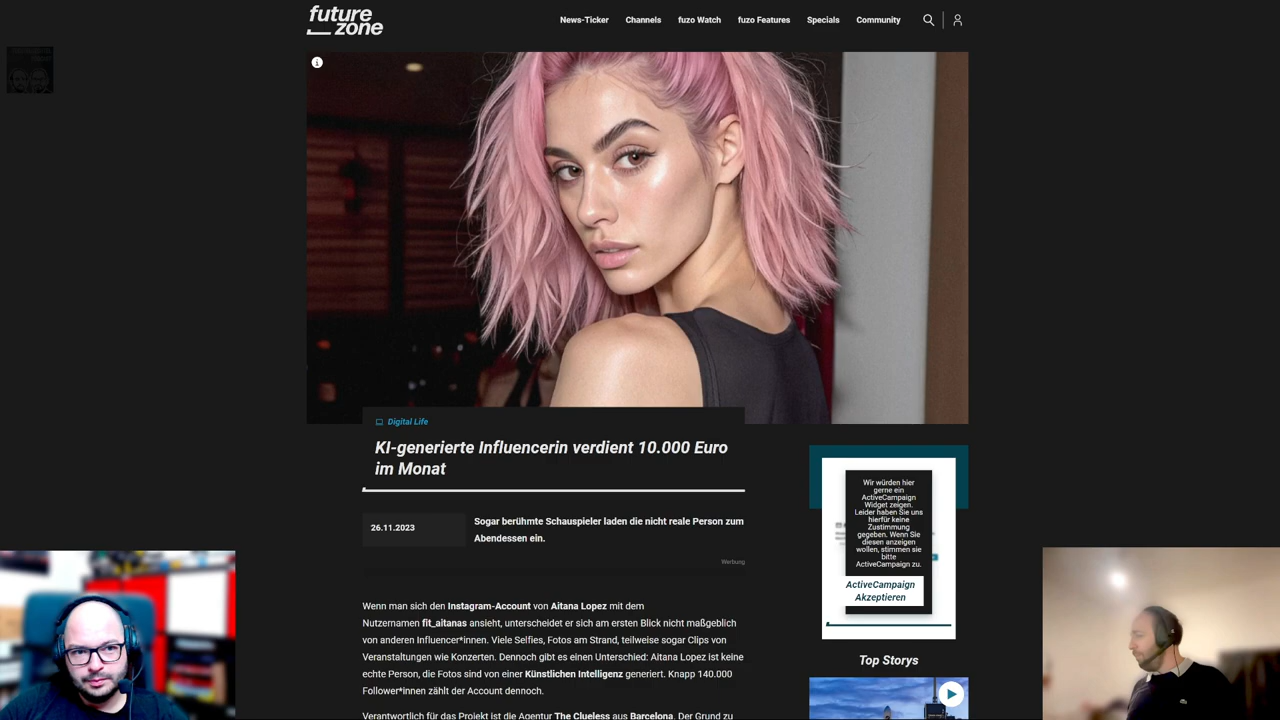 future
zone
News-Ticker
Channels
fuzo Watch
fuzo Features
Specials
Community
Digital Life
KI-generierte Influencerin verdient 10.000 Euro
im Monat
26.11.2023
Sogar berühmte Schauspieler laden die nicht reale Person zum
Abendessen ein.
Werbung
Wenn man sich den Instagram-Account von Aitana Lopez mit dem
Nutzernamen fit_aitanas ansieht, unterscheidet er sich am ersten Blick nicht maßgeblich
von anderen Influencer*innen. Viele Selfies, Fotos am Strand, teilweise sogar Clips von
Veranstaltungen wie Konzerten. Dennoch gibt es einen Unterschied: Aitana Lopez ist keine
echte Person, die Fotos sind von einer Künstlichen Intelligenz generiert. Knapp 140.000
Follower*innen zählt der Account dennoch.
Verantwortlich für das Projekt ist die Agentur The Clueless aus Barcelona. Der Grund zu
Wir würden hier
gerne ein
ActiveCampaign
Widget zeigen.
Leider haben Sie uns
hierfür keine
Zustimmung
gegeben. Wenn Sie
diesen anzeigen
wollen, stimmen sie
bitte
ActiveCampaign zu.
ActiveCampaign
Akzeptieren
Top Storys